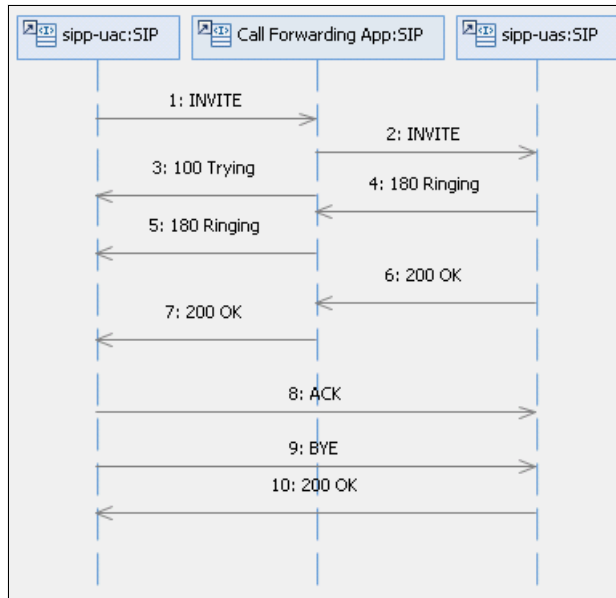 sipp-uac:SIP
Call Forwarding App:SIP
sipp-uas:SIP
1: INVITE
2: INVITE
3: 100 Trying
4: 180 Ringing
5: 180 Ringing
6: 200 OK
7: 200 OK
8: ACK
9: BYE
10: 200 OK